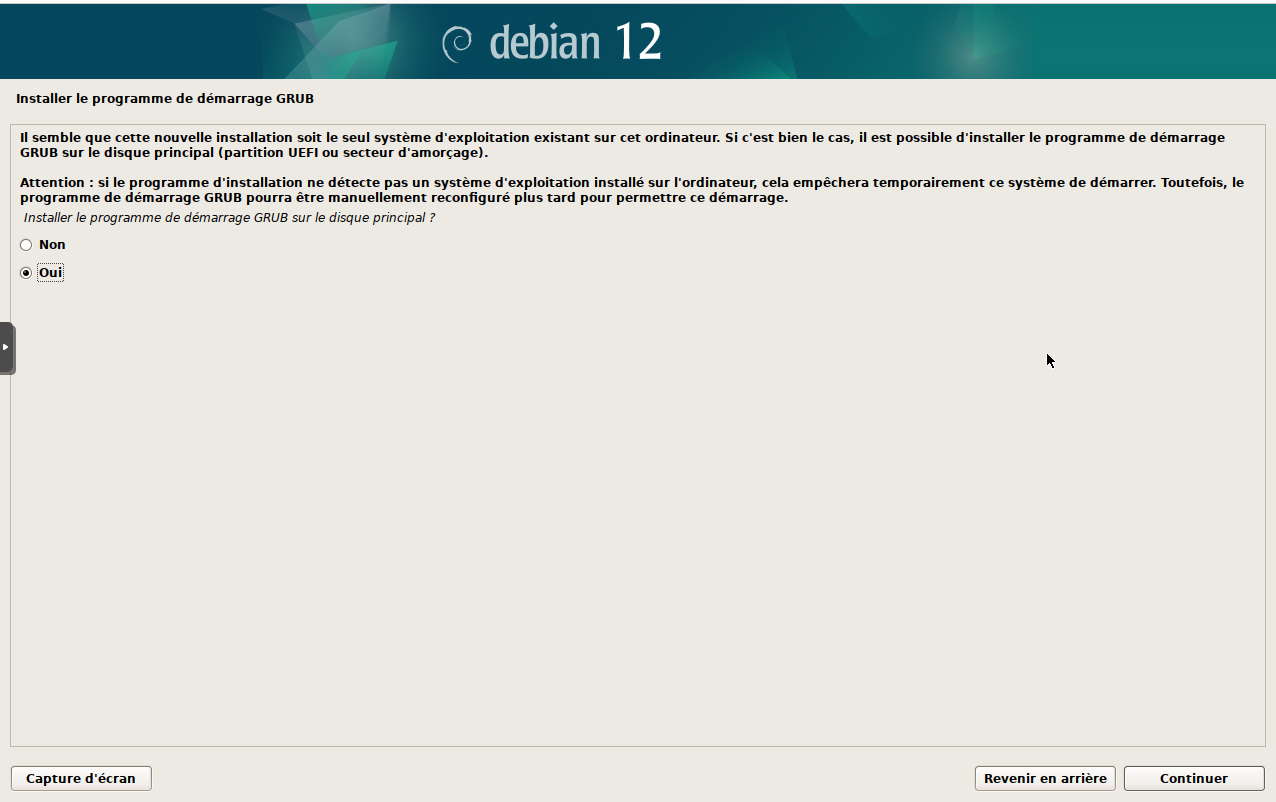 debian 12
Installer le programme de démarrage GRUB
Il semble que cette nouvelle installation soit le seul système d'exploitation existant sur cet ordinateur. Si c'est bien le cas, il est possible d'installer le programme de démarrage
GRUB sur le disque principal (partition UEFI ou secteur d'amorçage).
Attention : si le programme d'installation ne détecte pas un système d'exploitation installé sur l'ordinateur, cela empêchera temporairement ce système de démarrer. Toutefois, le
programme de démarrage GRUB pourra être manuellement reconfiguré plus tard pour permettre ce démarrage.
Installer le programme de démarrage GRUB sur le disque principal ?
Non
Oui
Capture d'écran
Revenir en arrière
Continuer